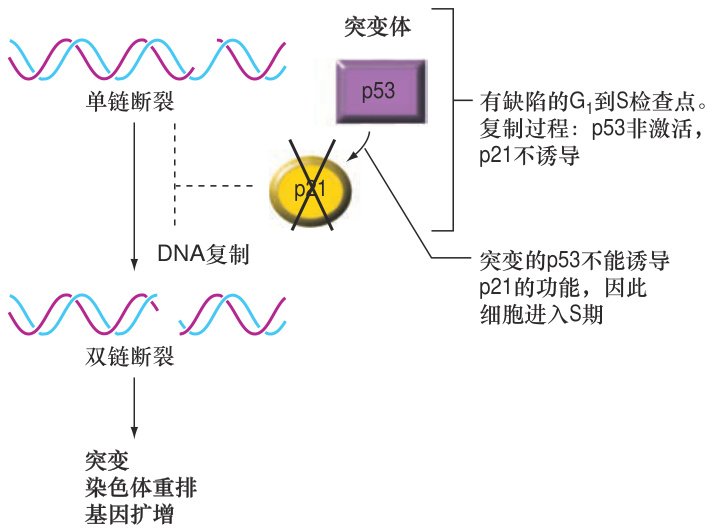 突变体
p53
单链断裂
有缺陷的G₁到S检查点。
复制过程：p53非激活，
p21不诱导
p21
DNA复制
突变的p53不能诱导
p21的功能，因此
细胞进入S期
双链断裂
突变
染色体重排
基因扩增